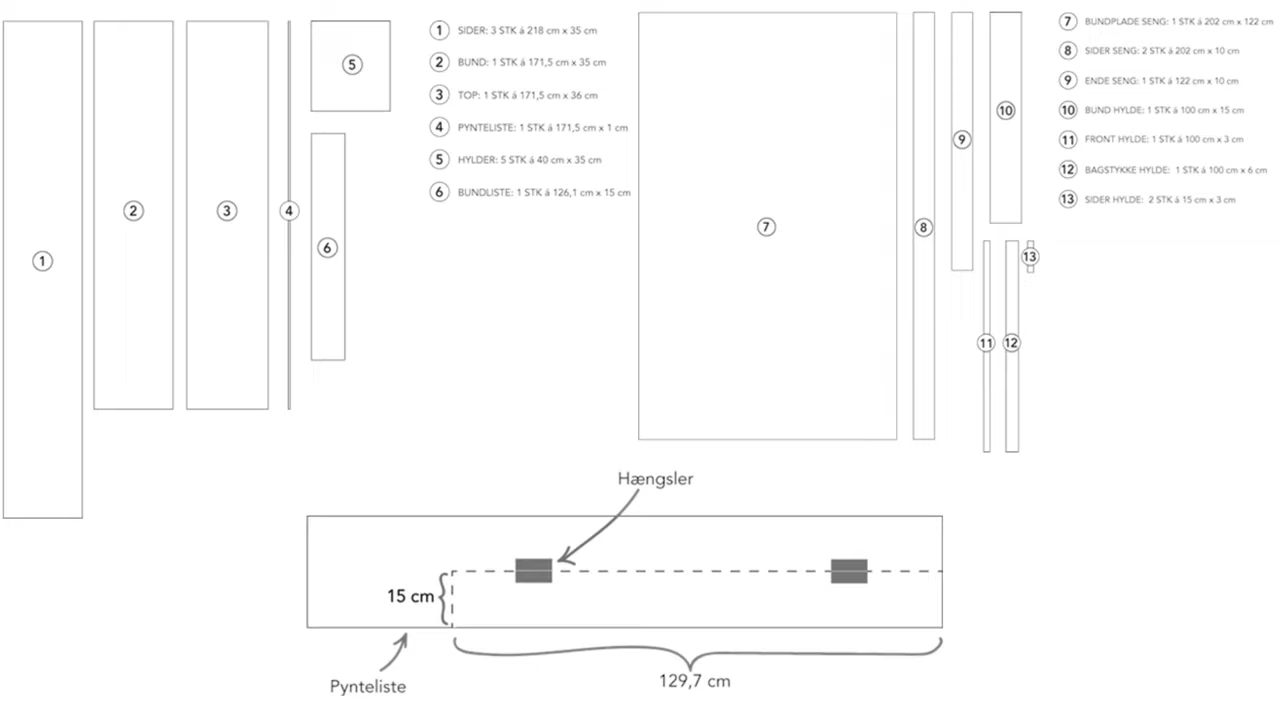 1 SIDER: 3 STK á 218 cm x 35 cm
2 BUND: 1 STK á 171,5 cm x 35 cm
3 TOP: 1 STK á 171,5 cm x 36 cm
4 PYNTELISTE: 1 STK á 171,5 cm x 1 cm
5 HYLDER: 5 STK á 40 cm x 35 cm
6 BUNDLISTE: 1 STK á 126,1 cm x 15 cm
7 BUNDPLADE SENG: 1 STK á 202 cm x 122 cm
8 SIDER SENG: 2 STK á 202 cm x 10 cm
9 ENDE SENG: 1 STK á 122 cm x 10 cm
10 BUND HYLDE: 1 STK á 100 cm x 15 cm
11 FRONT HYLDE: 1 STK á 100 cm x 3 cm
12 BAGSTYKKE HYLDE: 1 STK á 100 cm x 6 cm
13 SIDER HYLDE: 2 STK á 15 cm x 3 cm
1
2
3
4
5
6
7
8
9
10
11
12
13
Hængsler
15 cm
Pynteliste
129,7 cm